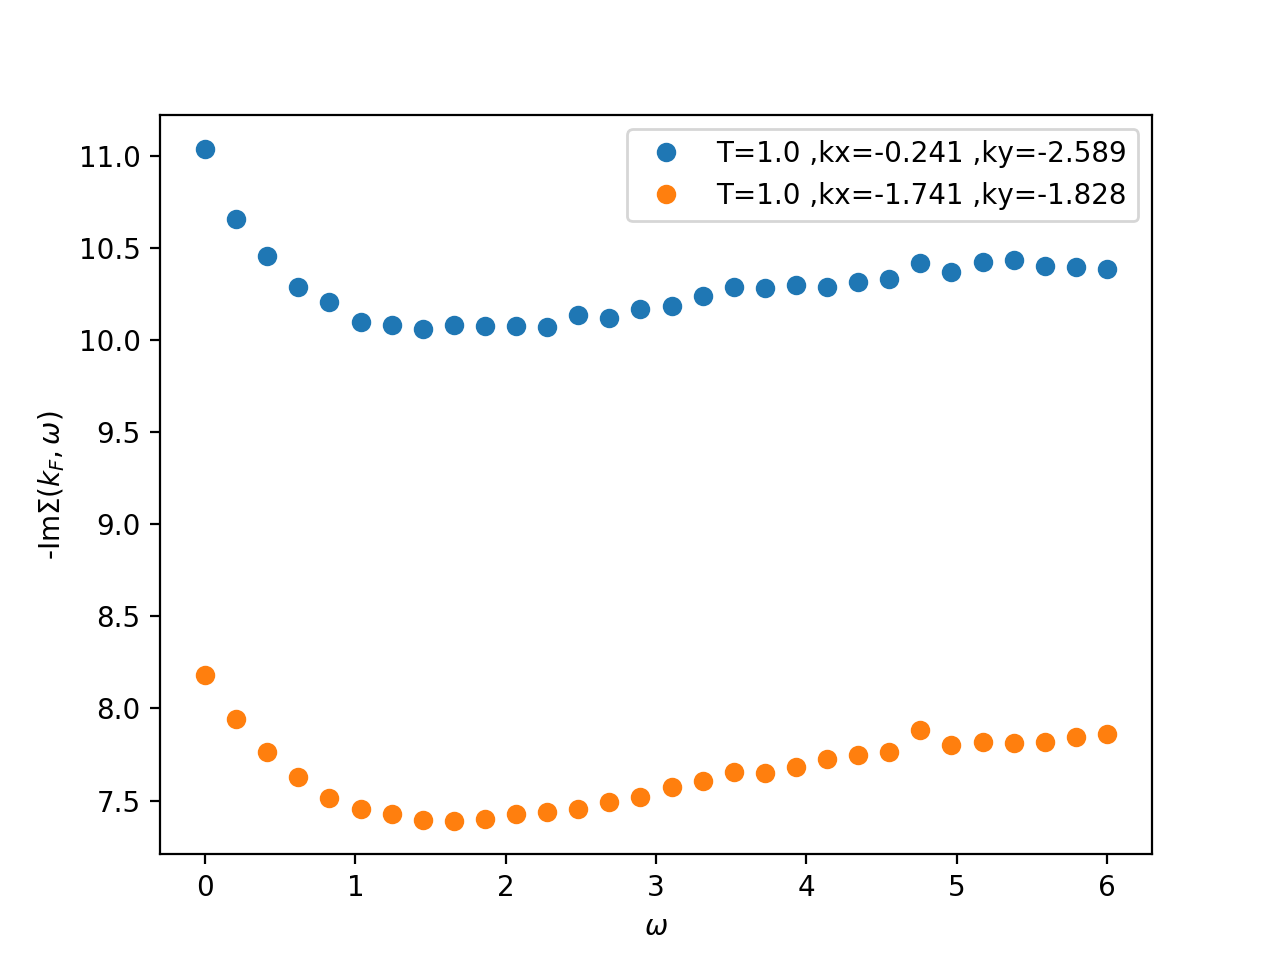 T=1.0 ,kx=-0.241 ,ky=-2.589
T=1.0 ,kx=-1.741 ,ky=-1.828
11.0
10.5
10.0
9.5
9.0
8.5
8.0
7.5
-ImΣ(k_F, ω)
0 1 2 3 4 5 6
ω